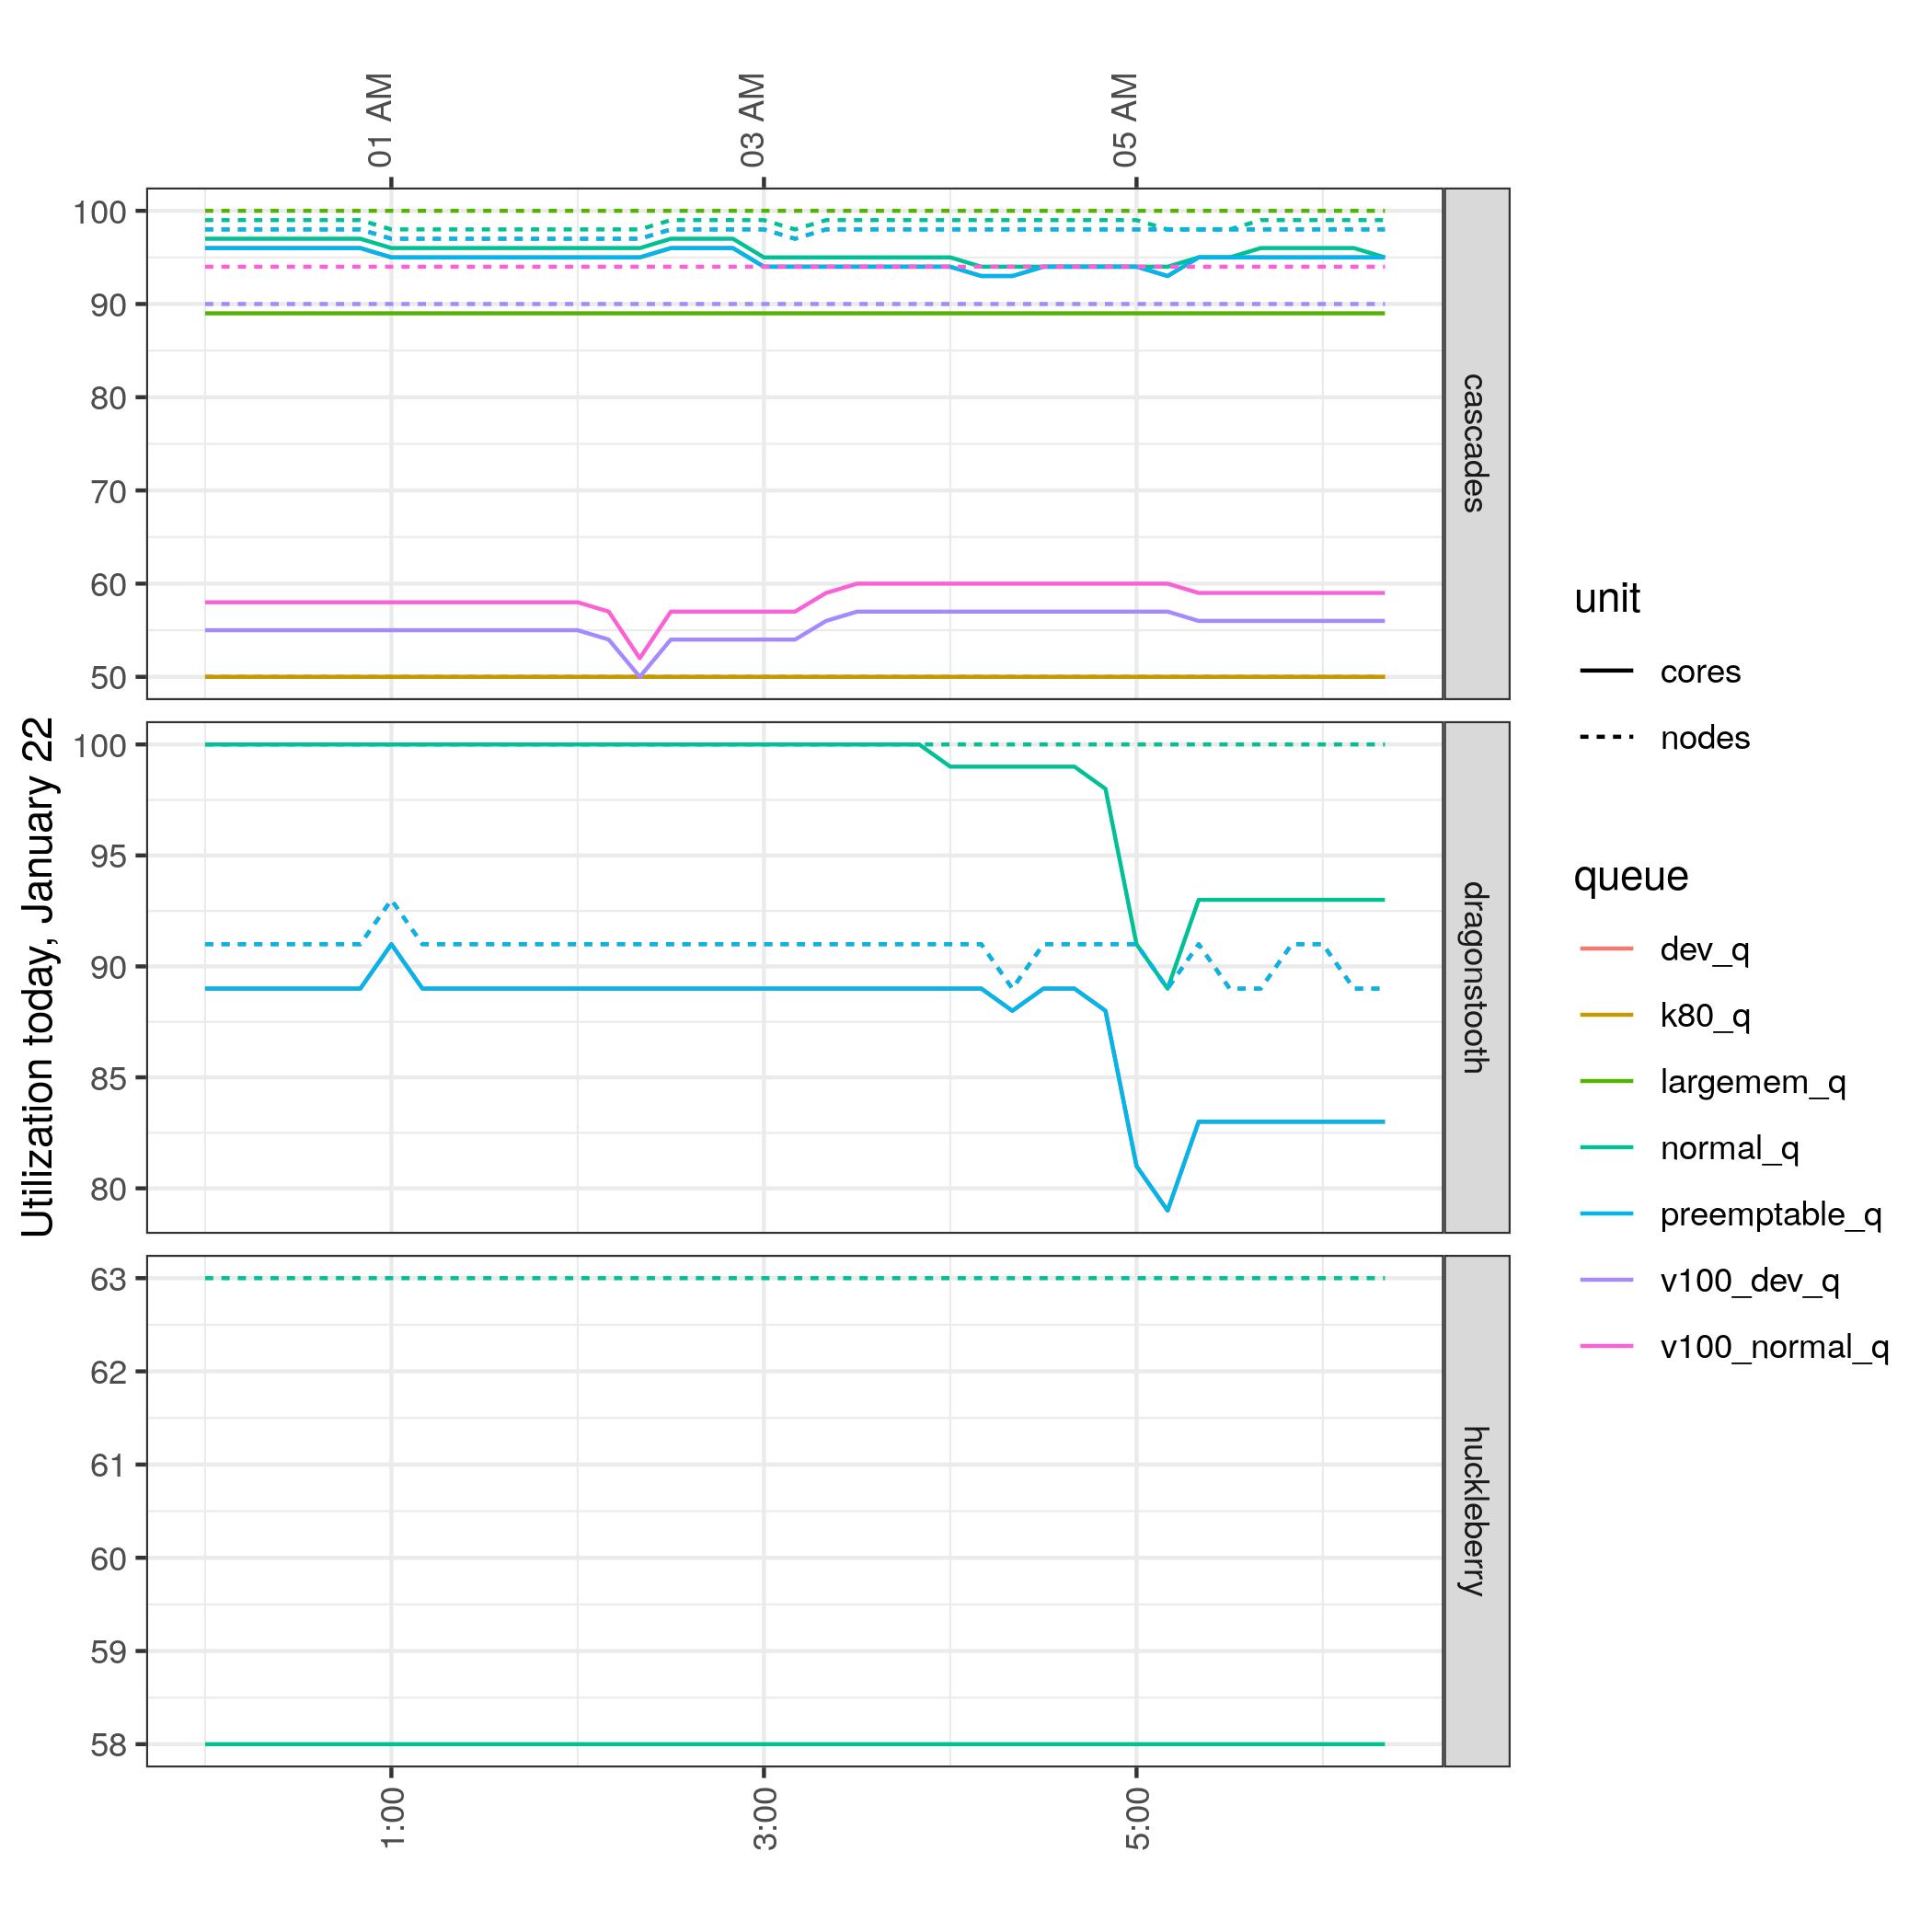 01 AM
03 AM
05 AM
Utilization today, January 22
100
90
80
70
60
50
cascades
100
95
90
85
80
dragonstooth
63
62
61
60
59
58
huckleberry
1:00
3:00
5:00
unit
cores
nodes
queue
dev_q
k80_q
largemem_q
normal_q
preemptable_q
v100_dev_q
v100_normal_q